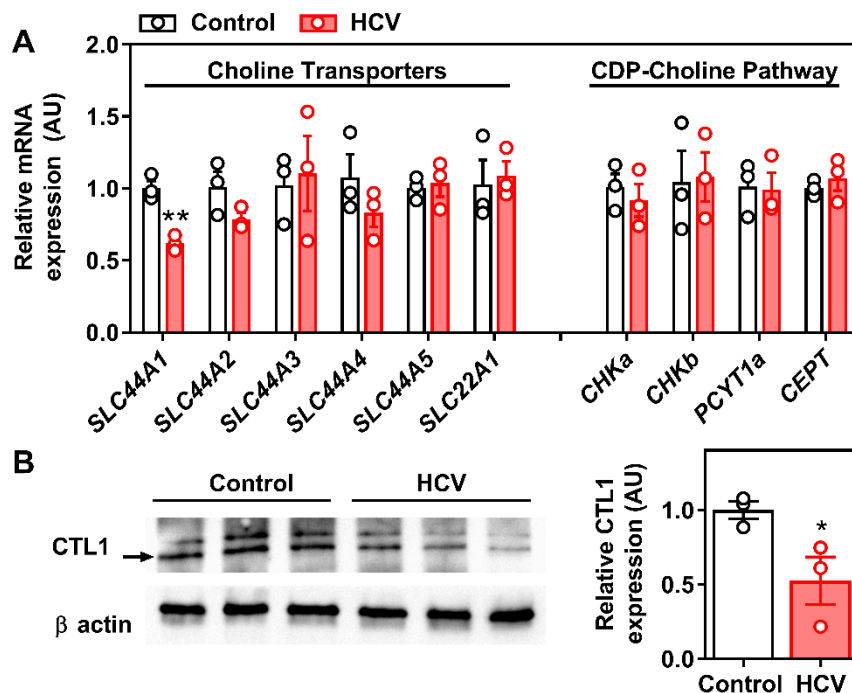 Control HCV
A
Choline Transporters
CDP-Choline Pathway
Relative mRNA
expression (AU)
2.0
1.5
1.0
0.5
0.0
**
SLC44A1
SLC44A2
SLC44A3
SLC44A4
SLC44A5
SLC22A1
CHKa
CHKb
PCYT1a
CEPT
B
Control HCV
CTL1
β actin
Relative CTL1
expression (AU)
1.0
0.5
0.0
*
Control HCV